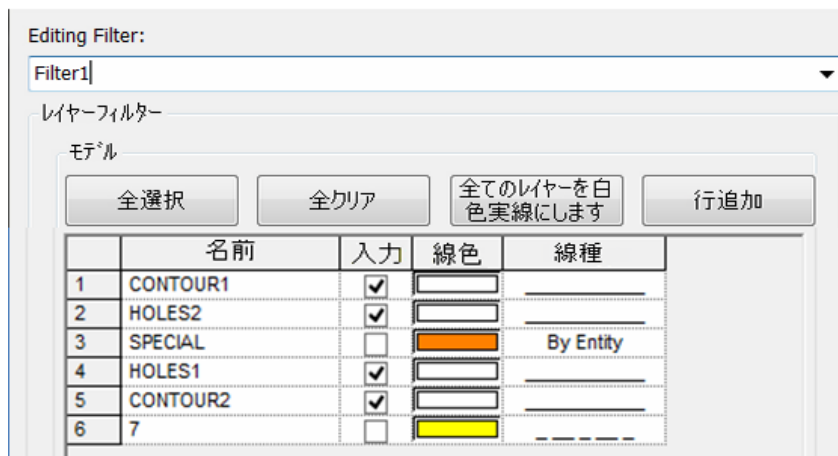 Editing Filter:
Filter1
レイヤーフィルター
モデル
全選択 全クリア 全てのレイヤーを白色実線にします 行追加
名前 入力 線色 線種
1 CONTOUR1
2 HOLES2
3 SPECIAL By Entity
4 HOLES1
5 CONTOUR2
6 7